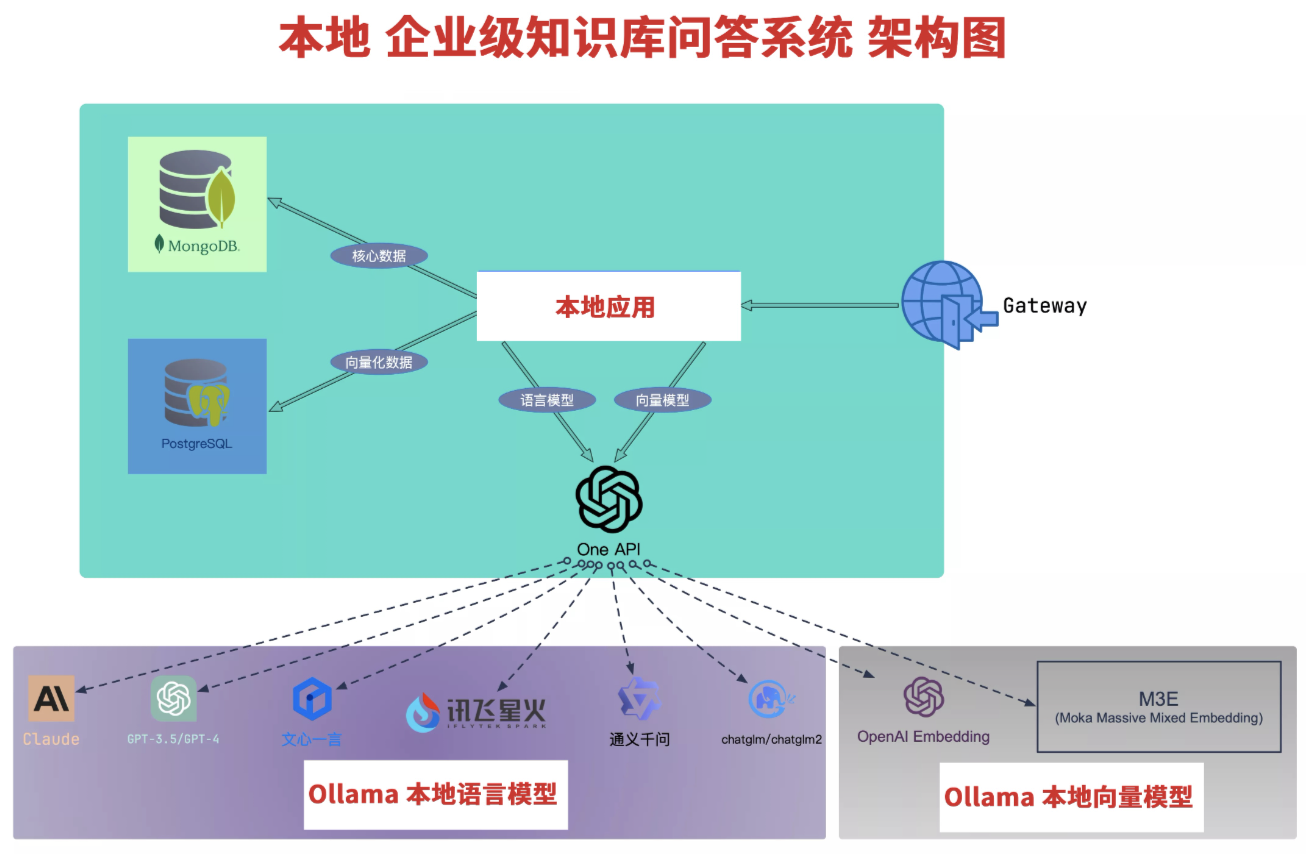 本地 企业级知识库问答系统 架构图
MongoDB.
核心数据
本地应用
Gateway
向量化数据
PostgreSQL
语言模型
向量模型
One API
AI
Claude
GPT-3.5/GPT-4
文心一言
讯飞星火
IFLYTEK SPARK
通义千问
chatglm/chatglm2
OpenAI Embedding
M3E
(Moka Massive Mixed Embedding)
Ollama 本地语言模型
Ollama 本地向量模型